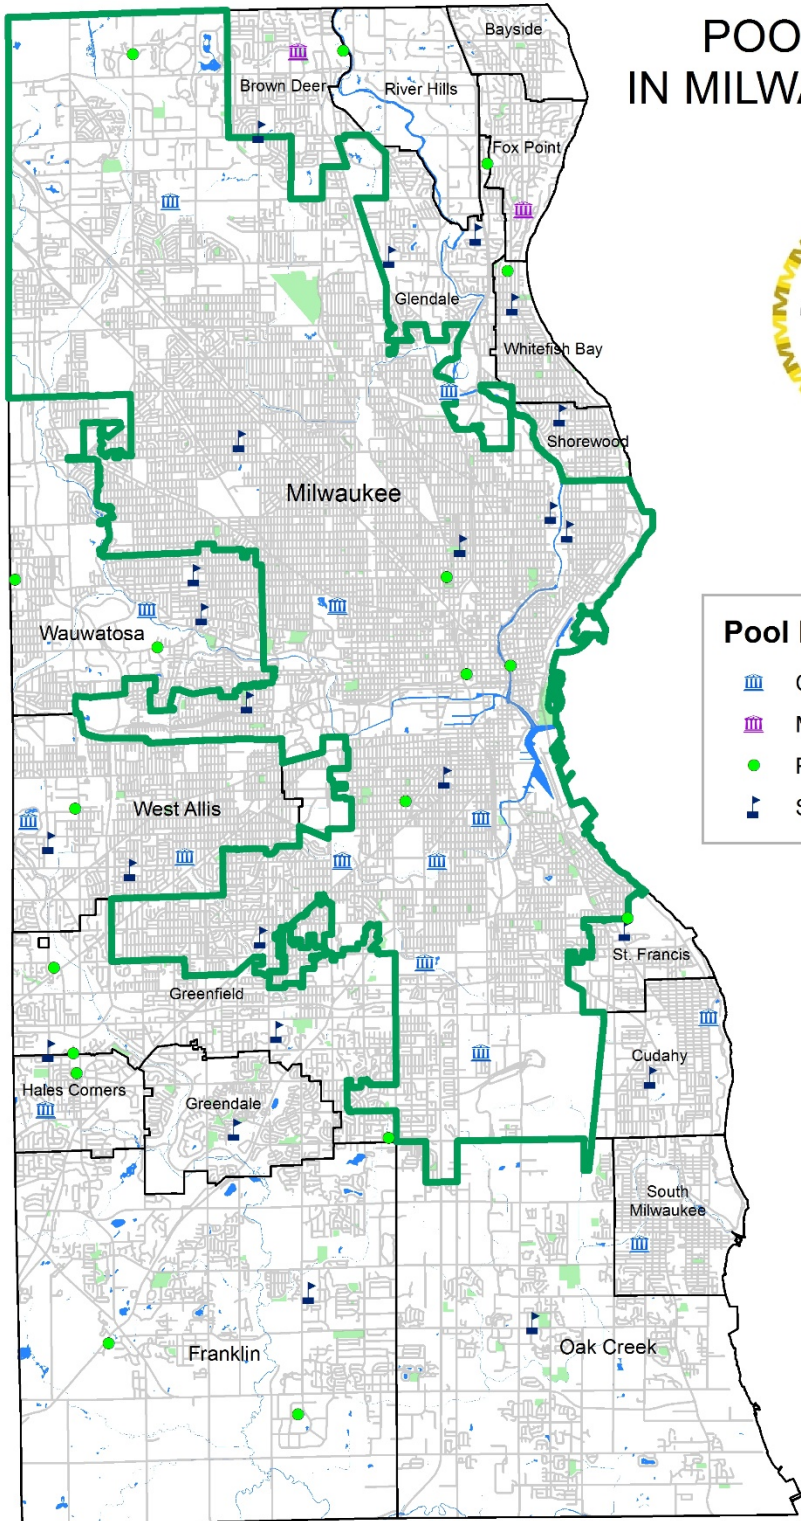 POO
IN MILWA
Bayside
Brown Deer
River Hills
Fox Point
Glendale
Whitefish Bay
Shorewood
Milwaukee
Wauwatosa
Pool
West Allis
St. Francis
Greenfield
Cudahy
Hales Corners
Greendale
South
Milwaukee
Franklin
Oak Creek